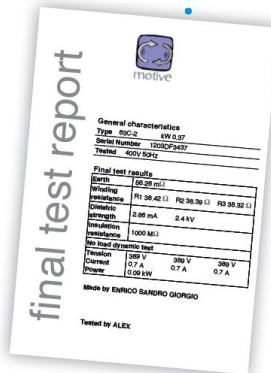 final test report
motive
General characteristics
Type 63C-2 kW 0.37
Serial Number 1203DF3437
Tested 400V 50Hz
Final test results
Earth 56.26 mΩ
Winding resistance R1 38.42 Ω R2 38.39 Ω R3 38.32 Ω
Dieletric strength 2.86 mA 2.4 kV
Insulation resistance 1000 MΩ
No load dynamic test
Tension 389 V 389 V 389 V
Current 0.7 A 0.7 A 0.7 A
Power 0.09 kW
Made by ENRICO SANDRO GIORGIO
Tested by ALEX